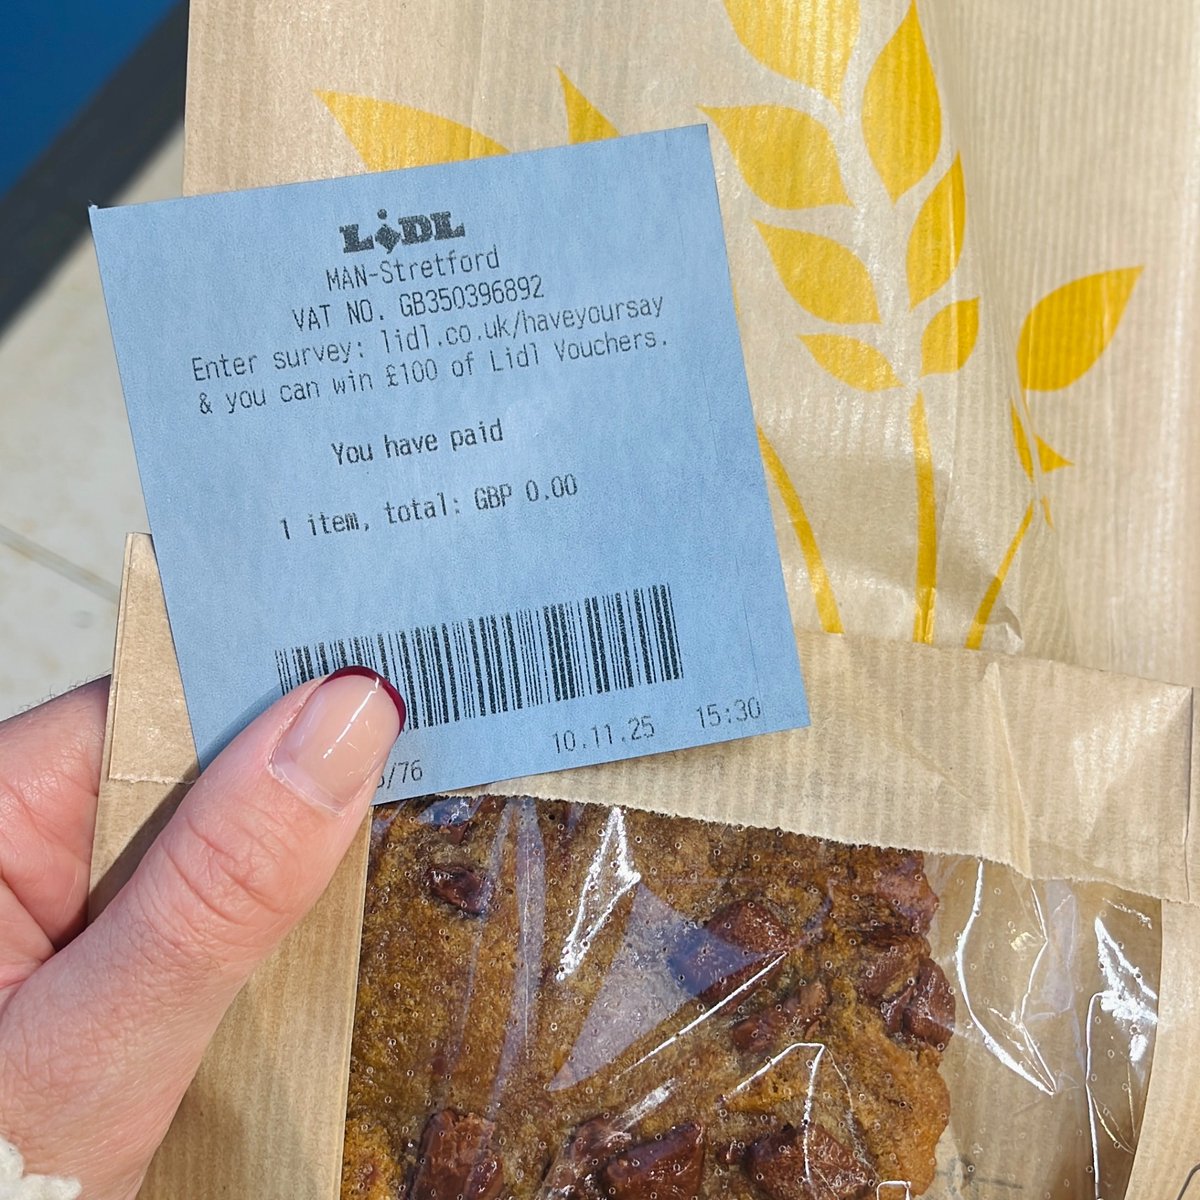 LiDL
MAN-Stretford
VAT NO. GB350396892
Enter survey: lidl.co.uk/haveyoursay
& you can win £100 of Lidl Vouchers.
You have paid
1 item, total: GBP 0.00
/76 10.11.25 15:30